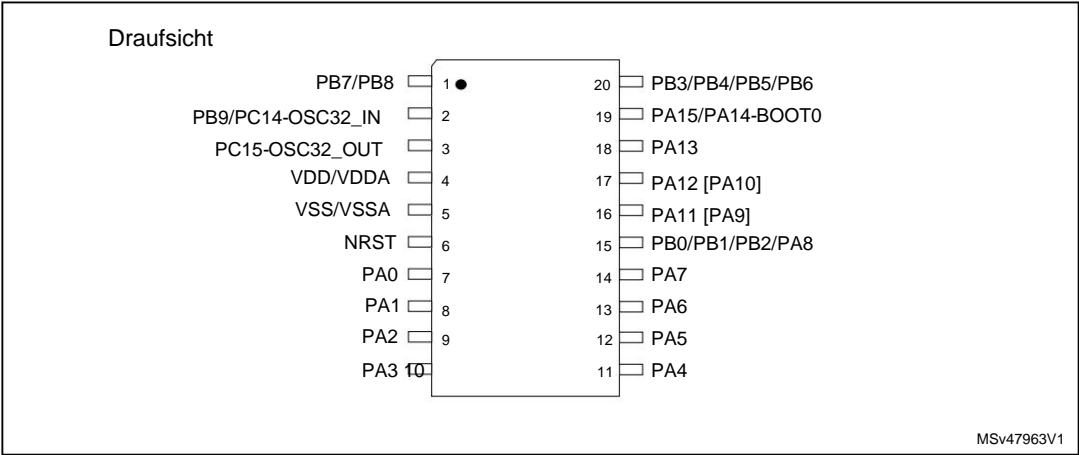 Draufsicht
PB7/PB8 1 20 PB3/PB4/PB5/PB6
PB9/PC14-OSC32_IN 2 19 PA15/PA14-BOOT0
PC15-OSC32_OUT 3 18 PA13
VDD/VDDA 4 17 PA12 [PA10]
VSS/VSSA 5 16 PA11 [PA9]
NRST 6 15 PB0/PB1/PB2/PA8
PA0 7 14 PA7
PA1 8 13 PA6
PA2 9 12 PA5
PA3 10 11 PA4
MSv47963V1